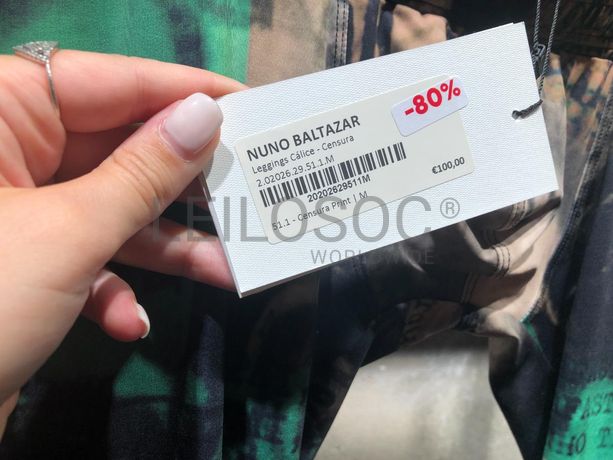 NUNO BALTAZAR
Leggings Cálice - Censura
2.02026.29.51.1.M
20202629511M
51.1 - Censura Print | M
€100,00
-80%
LEILOSOC®
WORLDWIDE